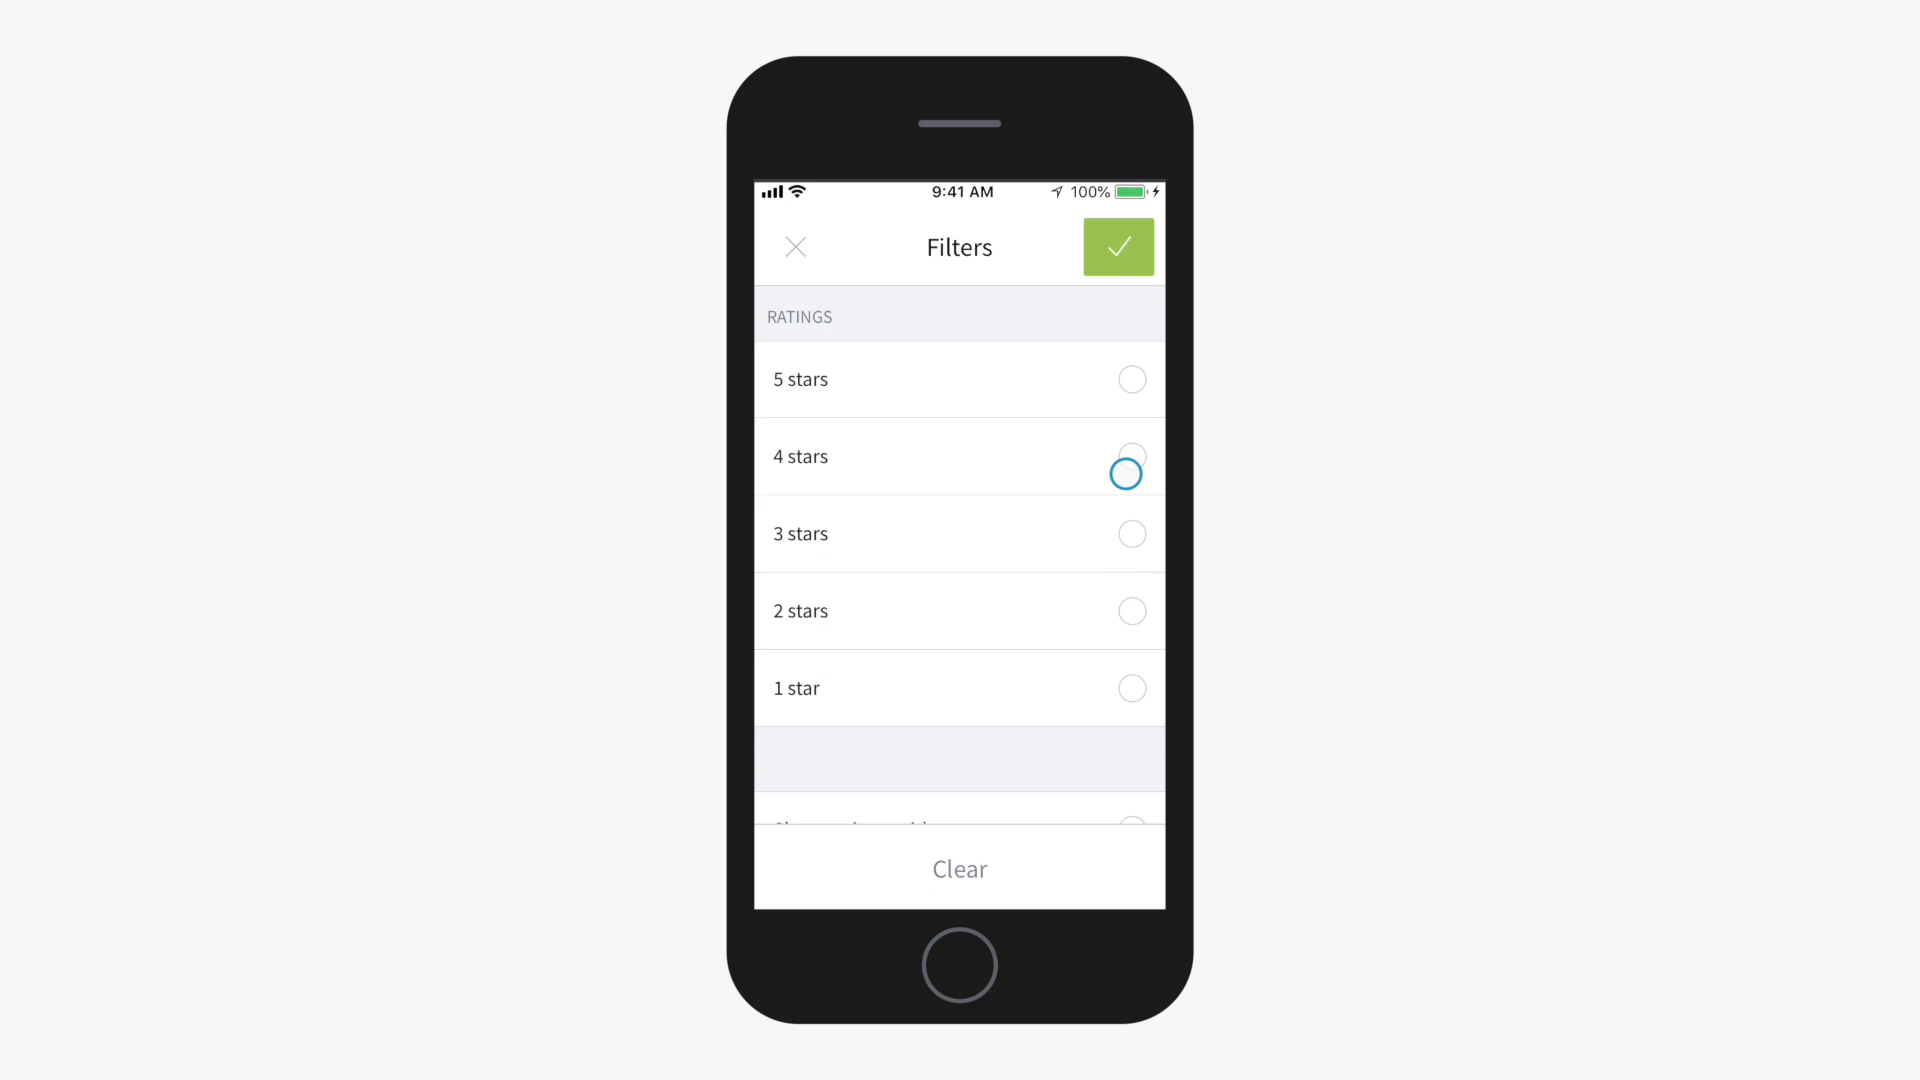 9:41 AM 100%
Filters
RATINGS
5 stars
4 stars
3 stars
2 stars
1 star
Clear